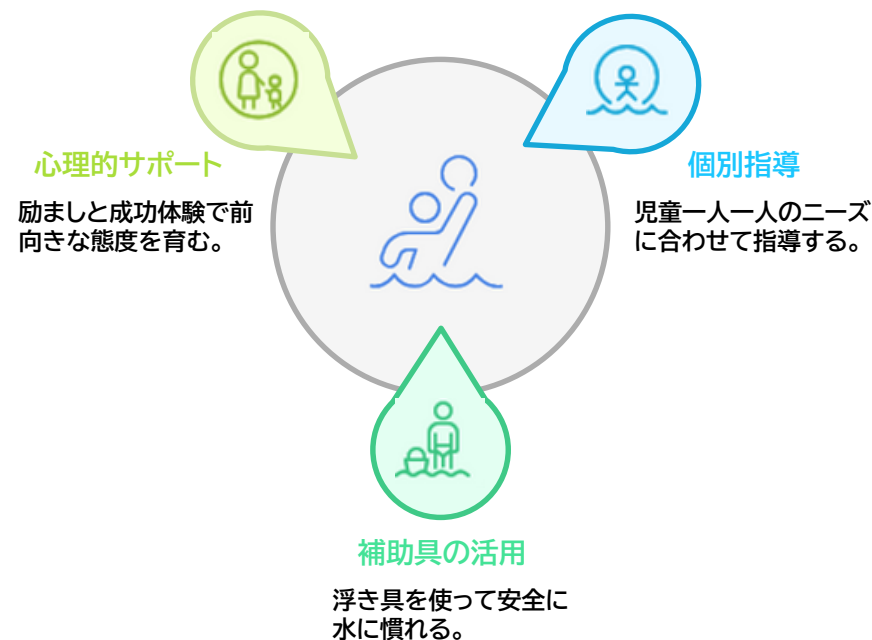 心理的サポート
励ましと成功体験で前
向きな態度を育む。
個別指導
児童一人一人のニーズ
に合わせて指導する。
補助具の活用
浮き具を使って安全に
水に慣れる。